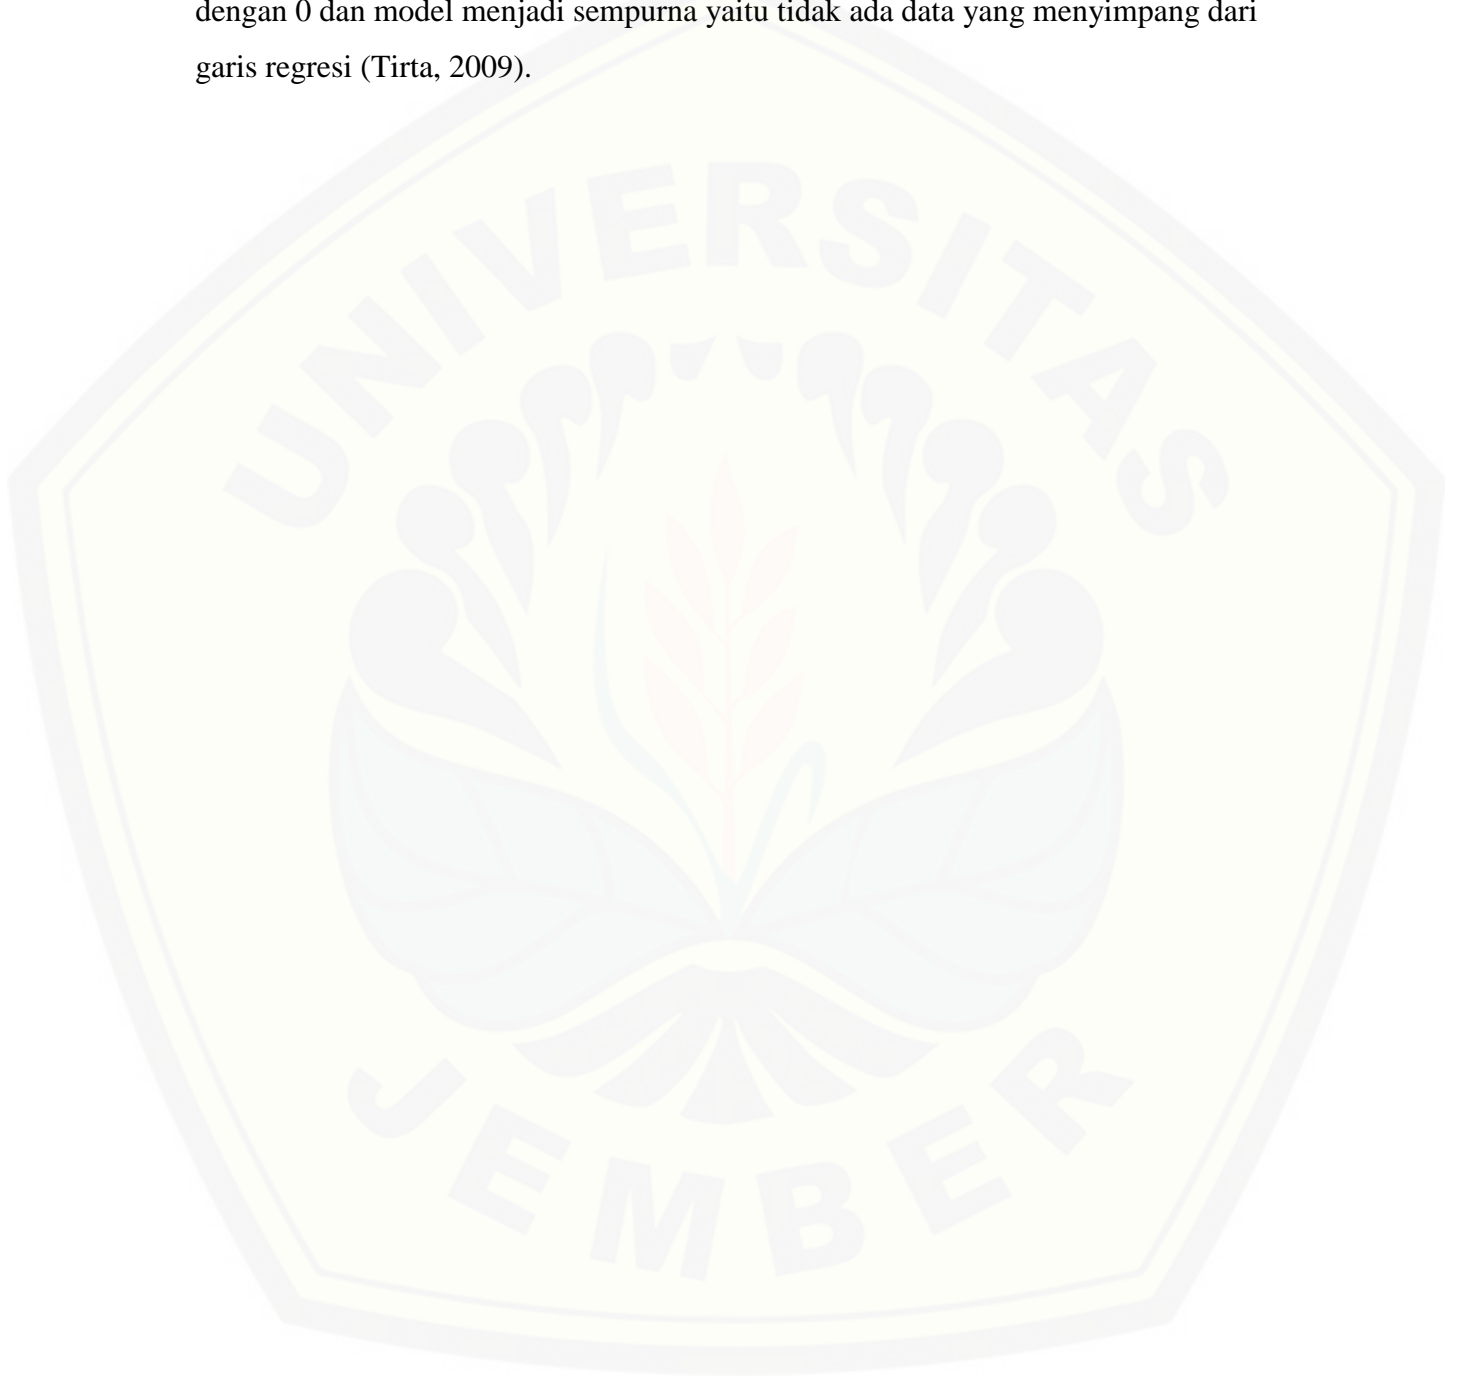 dengan 0 dan model menjadi sempurna yaitu tidak ada data yang menyimpang dari
garis regresi (Tirta, 2009).
UNIVERSITAS
JEMBER